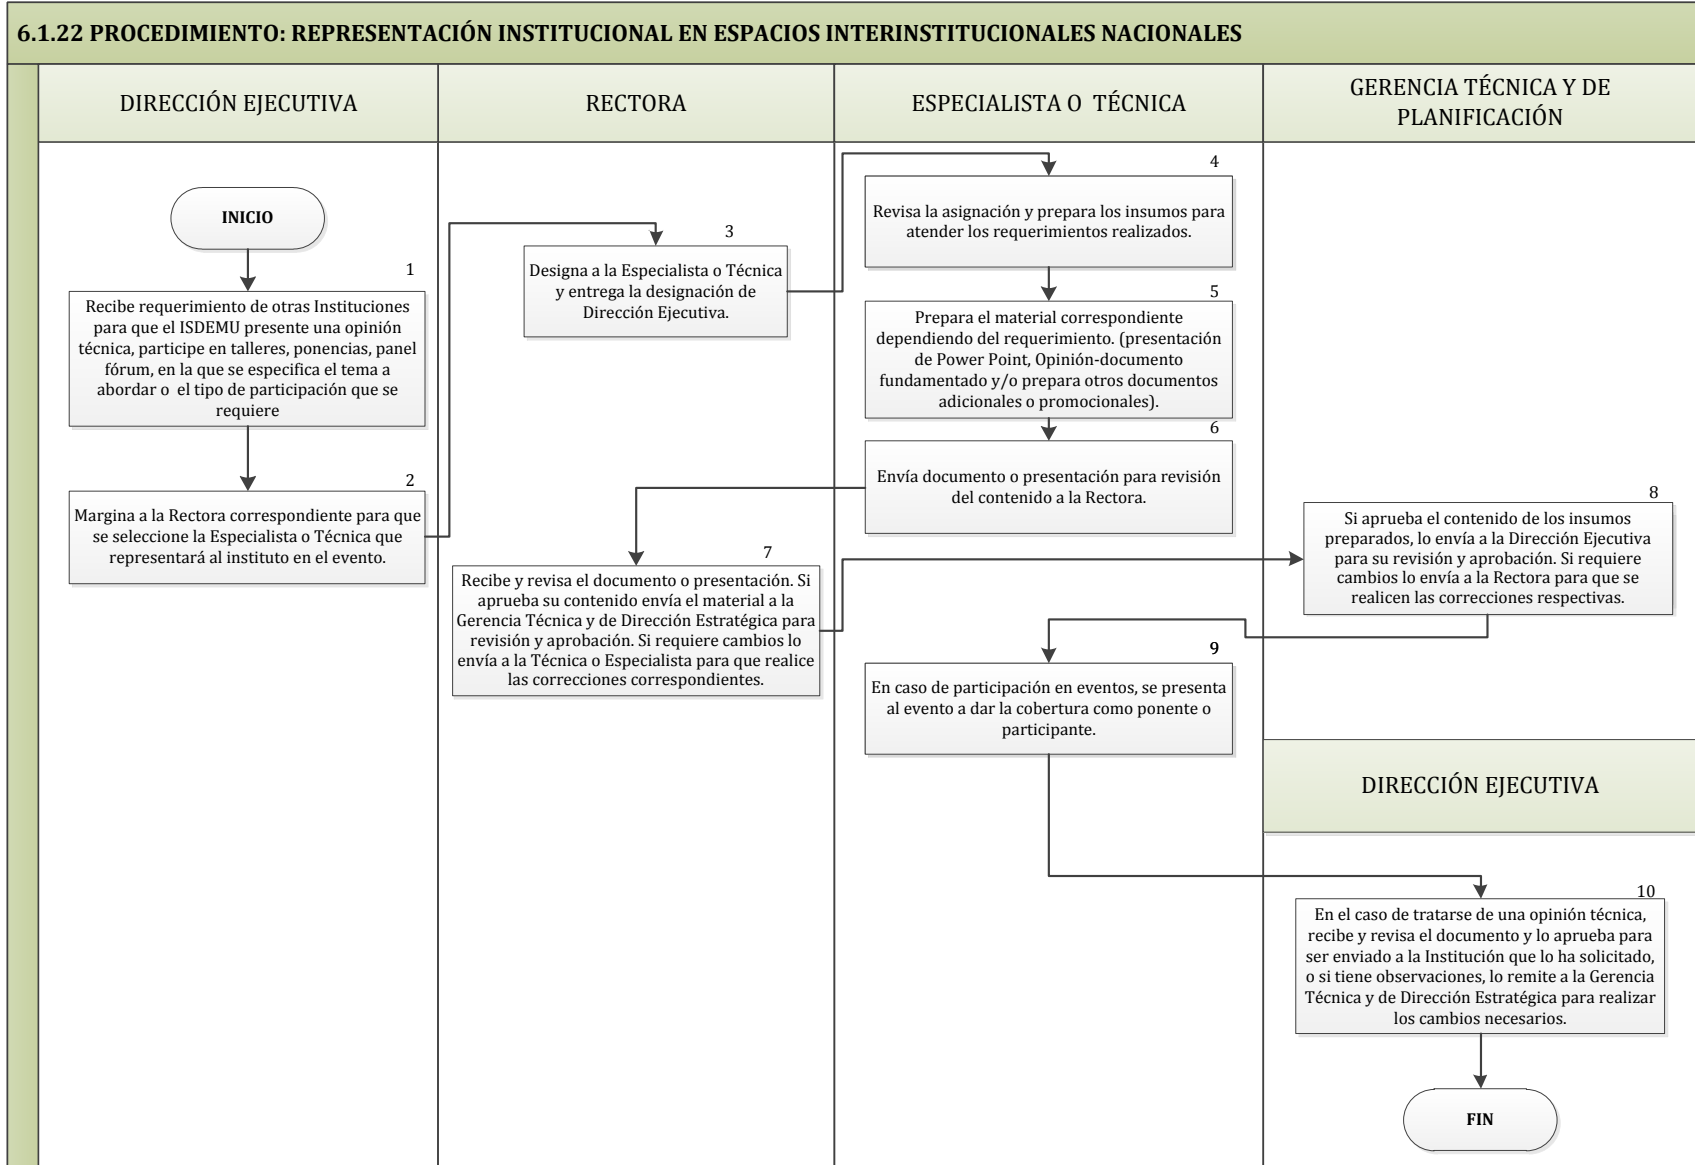 6.1.22 PROCEDIMIENTO: REPRESENTACIÓN INSTITUCIONAL EN ESPACIOS INTERINSTITUCIONALES NACIONALES
DIRECCIÓN EJECUTIVA
RECTORA
ESPECIALISTA O TÉCNICA
GERENCIA TÉCNICA Y DE
PLANIFICACIÓN
INICIO
1
Recibe requerimiento de otras Instituciones
para que el ISDEMU presente una opinión
técnica, participe en talleres, ponencias, panel
fórum, en la que se especifica el tema a
abordar o el tipo de participación que se
requiere
2
Margina a la Rectora correspondiente para que
se seleccione la Especialista o Técnica que
representará al instituto en el evento.
3
Designa a la Especialista o Técnica
y entrega la designación de
Dirección Ejecutiva.
4
Revisa la asignación y prepara los insumos para
atender los requerimientos realizados.
5
Prepara el material correspondiente
dependiendo del requerimiento. (presentación
de Power Point, Opinión-documento
fundamentado y/o prepara otros documentos
adicionales o promocionales).
6
Envía documento o presentación para revisión
del contenido a la Rectora.
7
Recibe y revisa el documento o presentación. Si
aprueba su contenido envía el material a la
Gerencia Técnica y de Dirección Estratégica para
revisión y aprobación. Si requiere cambios lo
envía a la Técnica o Especialista para que realice
las correcciones correspondientes.
8
Si aprueba el contenido de los insumos
preparados, lo envía a la Dirección Ejecutiva
para su revisión y aprobación. Si requiere
cambios lo envía a la Rectora para que se
realicen las correcciones respectivas.
9
En caso de participación en eventos, se presenta
al evento a dar la cobertura como ponente o
participante.
DIRECCIÓN EJECUTIVA
10
En el caso de tratarse de una opinión técnica,
recibe y revisa el documento y lo aprueba para
ser enviado a la Institución que lo ha solicitado,
o si tiene observaciones, lo remite a la Gerencia
Técnica y de Dirección Estratégica para realizar
los cambios necesarios.
FIN